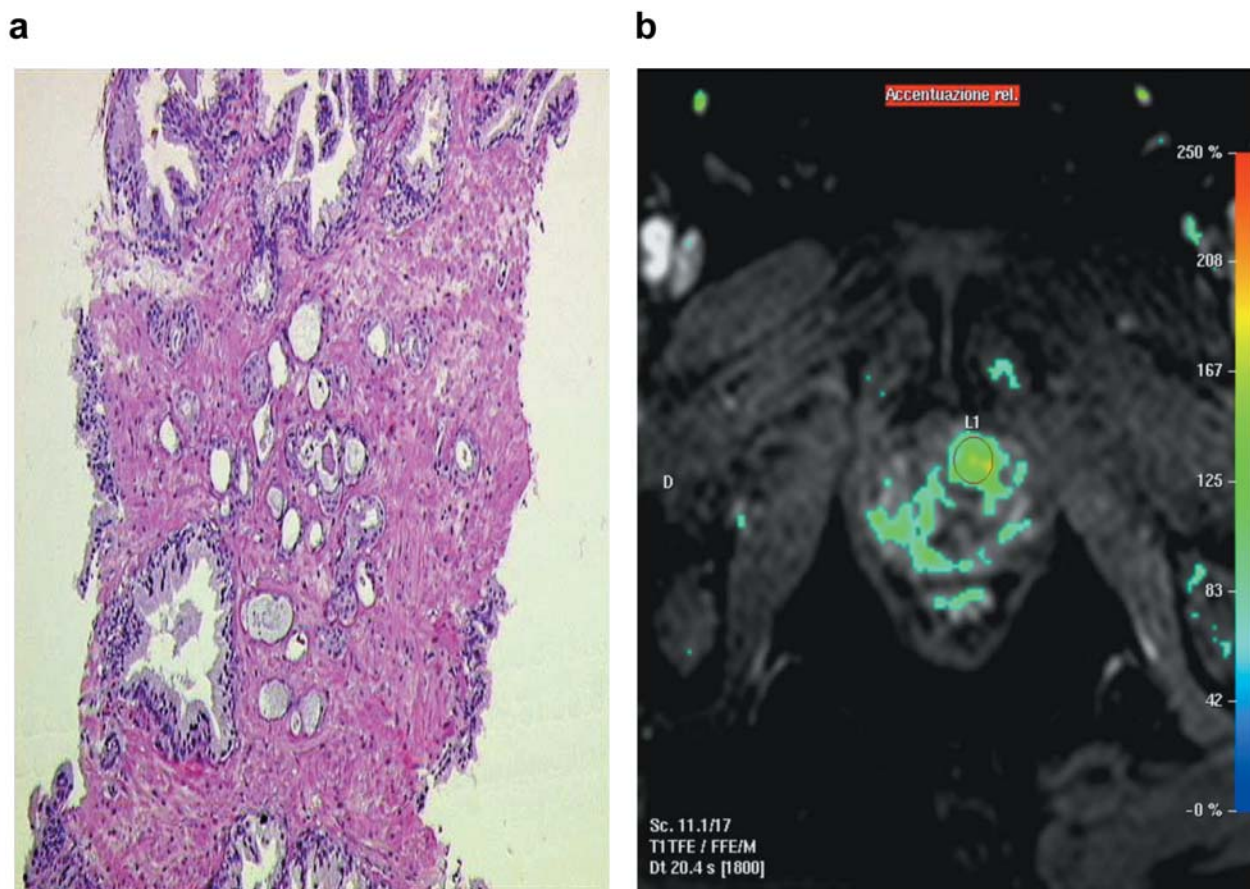 a
b
Accentuazione rel.
250 %
208
167
125
83
42
-0 %
L1
D
Sc. 11.1/17
T1TFE / FFE/M
Dt 20.4 s [1800]